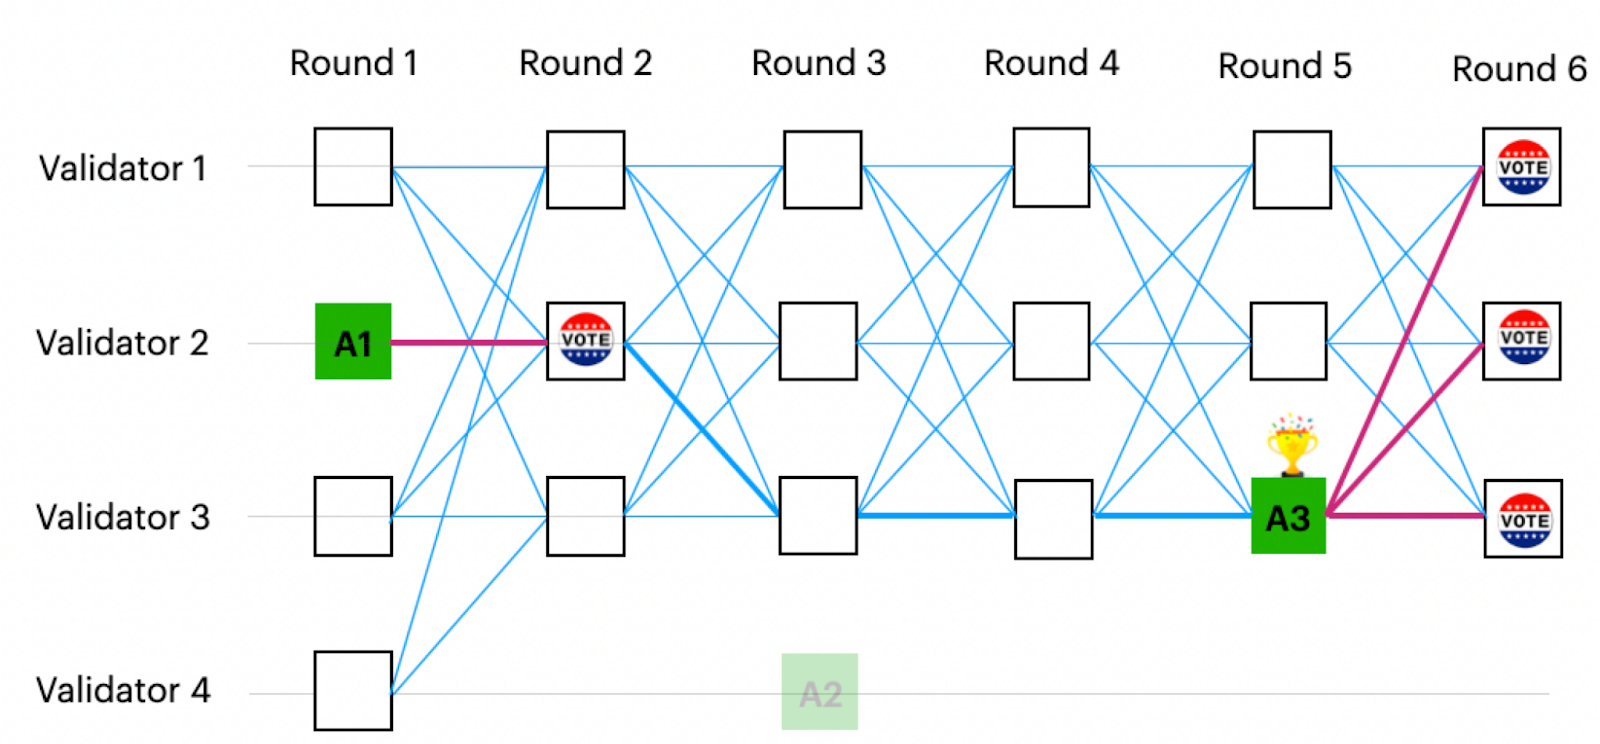 Round 1 Round 2 Round 3 Round 4 Round 5 Round 6
Validator 1 VOTE
Validator 2 A1 VOTE VOTE
Validator 3 A3 VOTE
Validator 4 A2